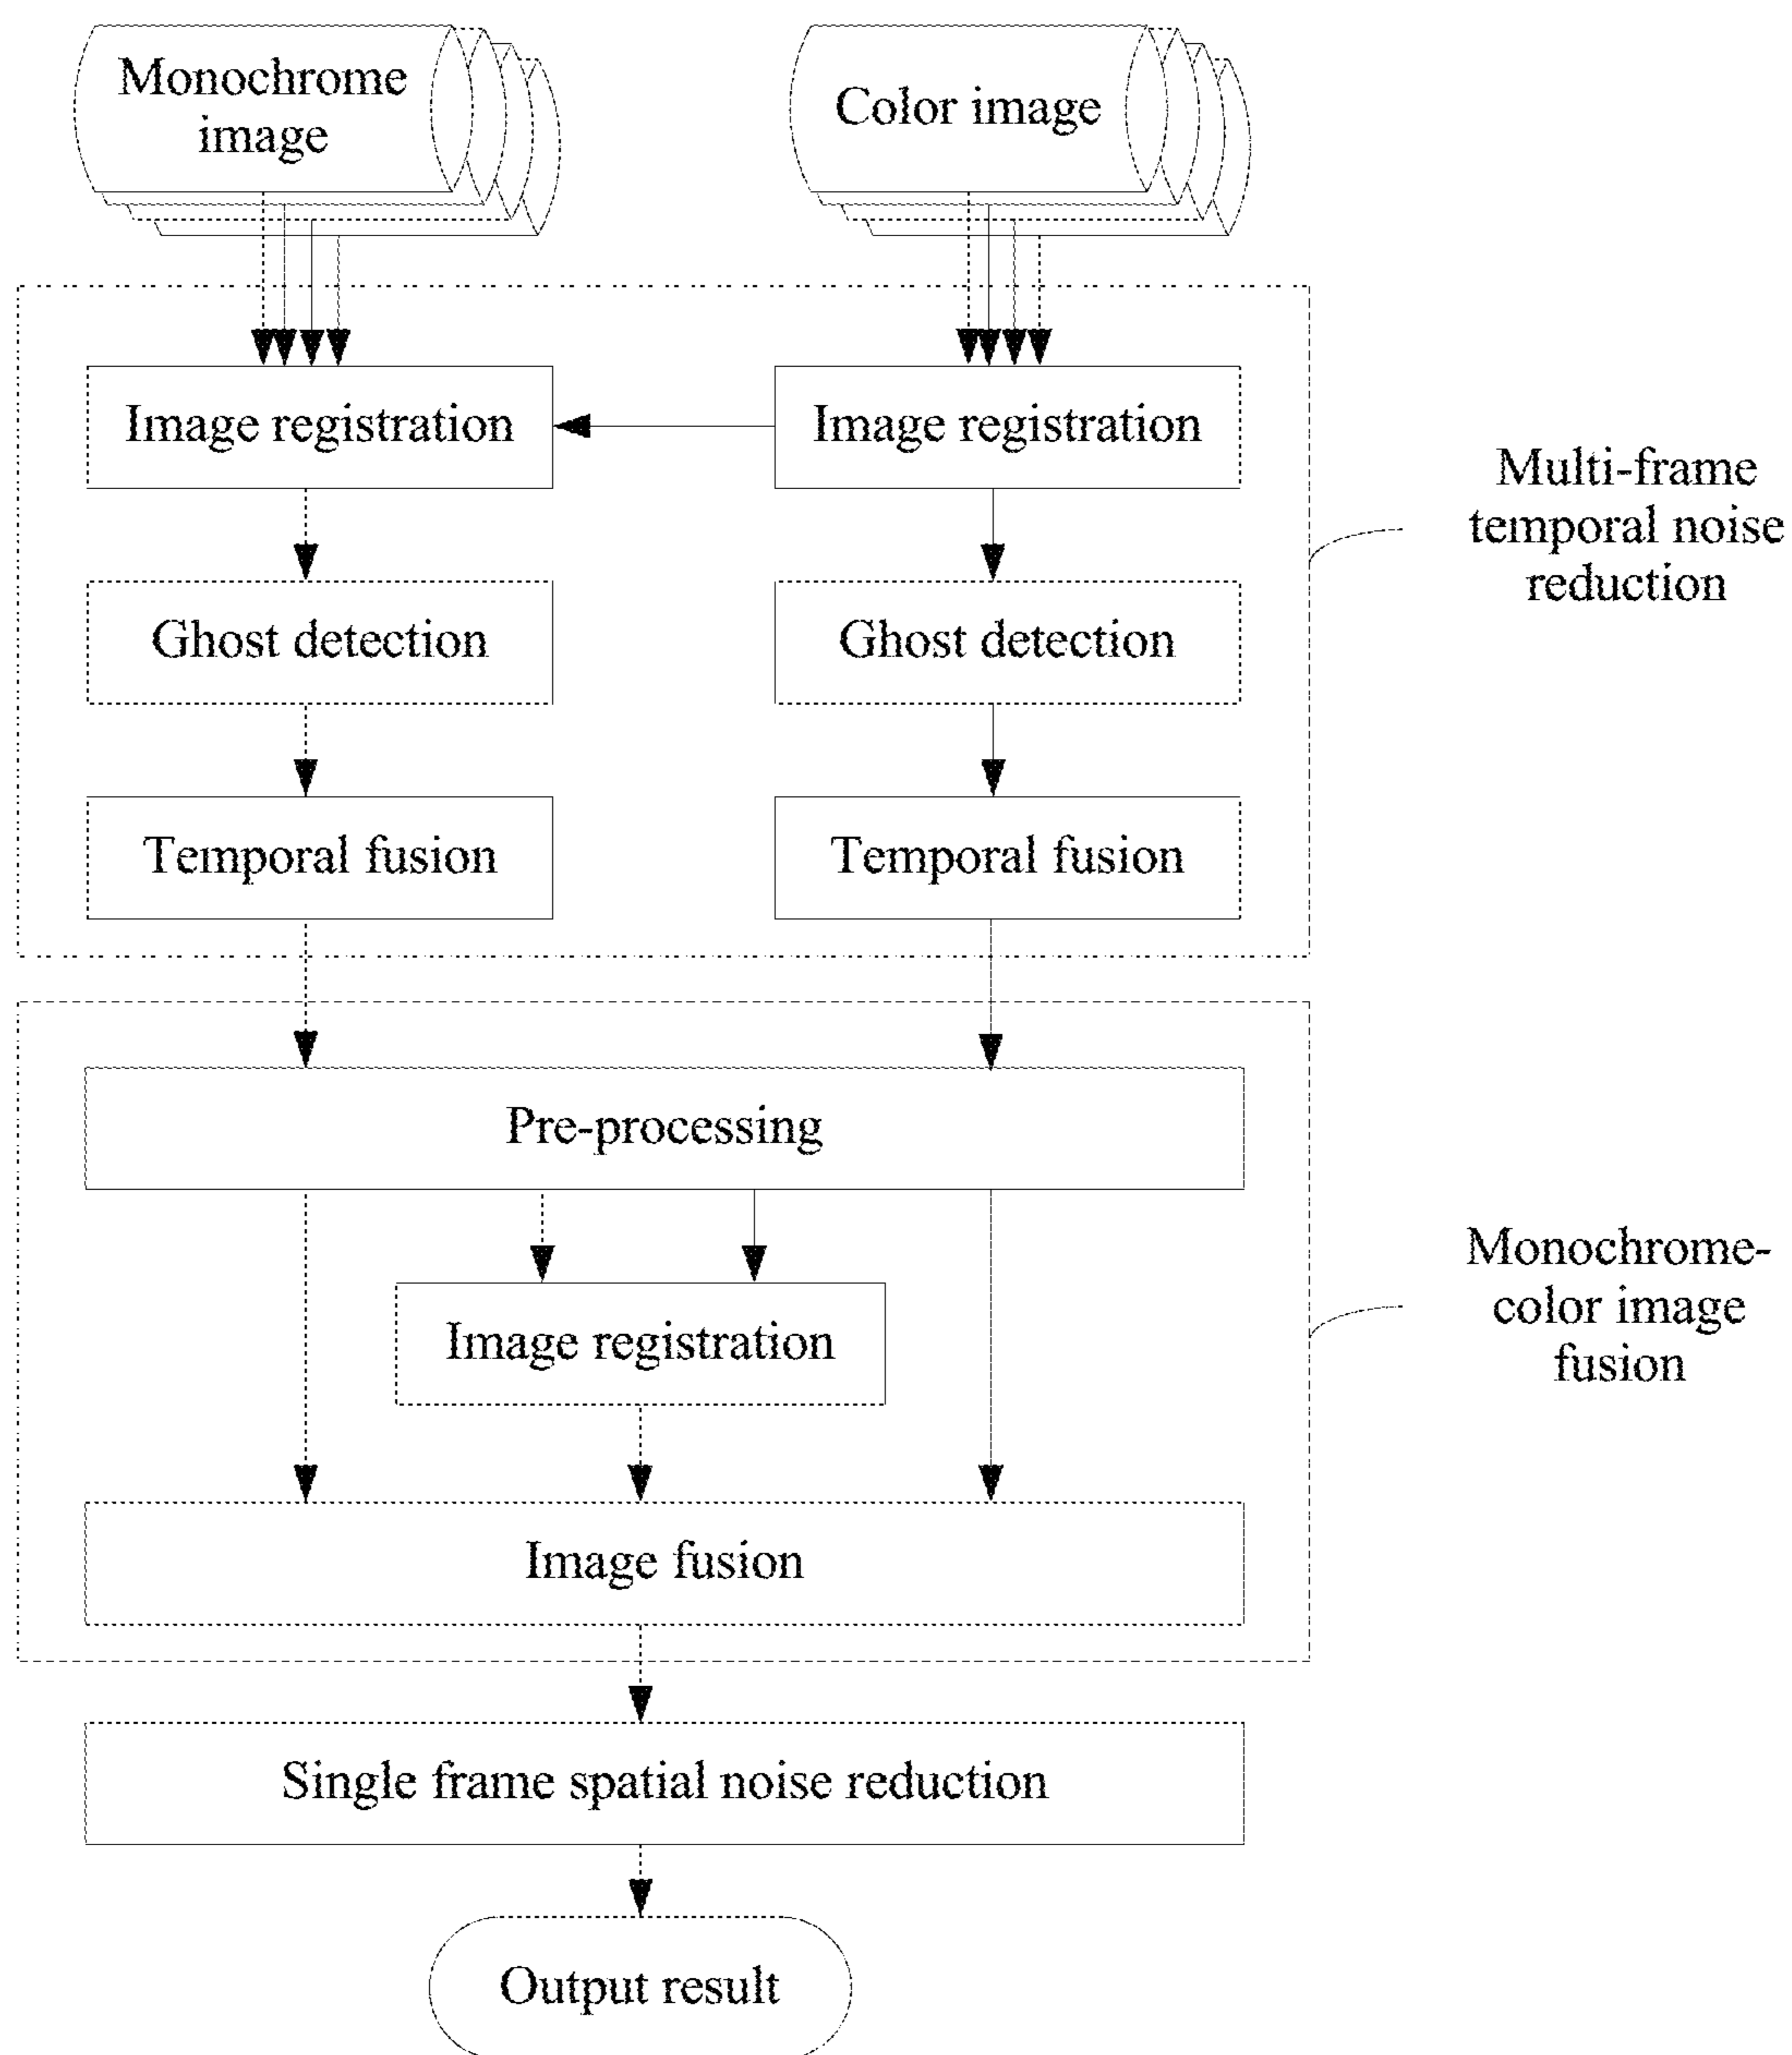 Monochrome
image
Color image
Image registration
Image registration
Multi-frame
temporal noise
reduction
Ghost detection
Ghost detection
Temporal fusion
Temporal fusion
Pre-processing
Image registration
Monochrome-
color image
fusion
Image fusion
Single frame spatial noise reduction
Output result